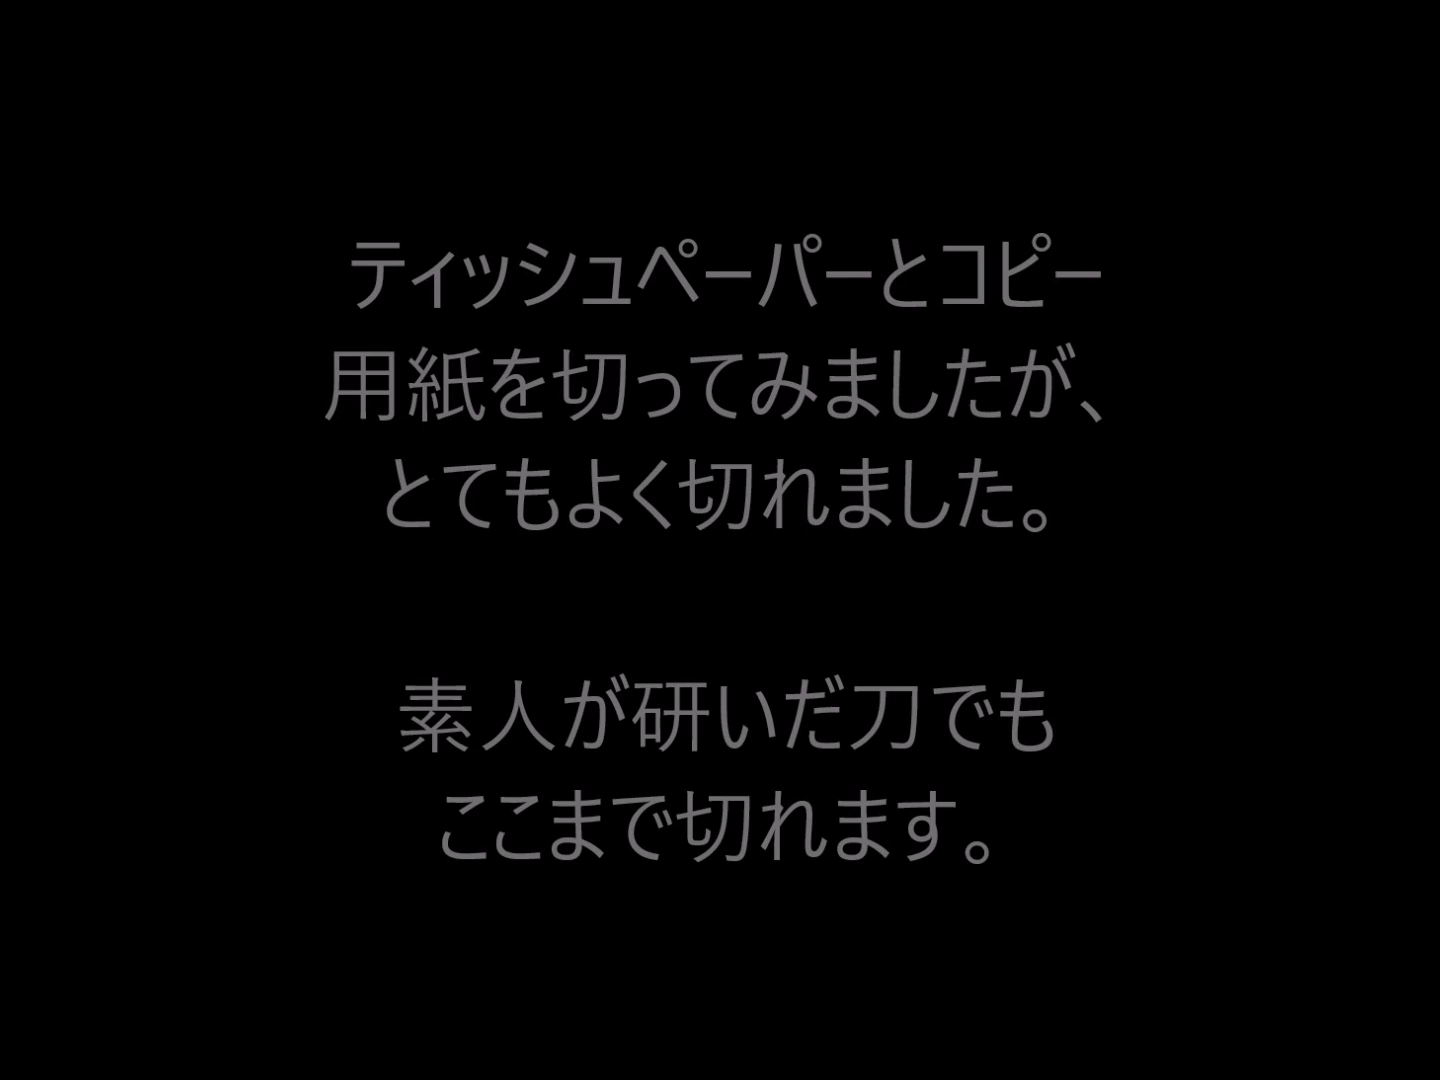 ティッシュペーパーとコピー
用紙を切ってみましたが、
とてもよく切れました。
素人が研いだ刀でも
ここまで切れます。